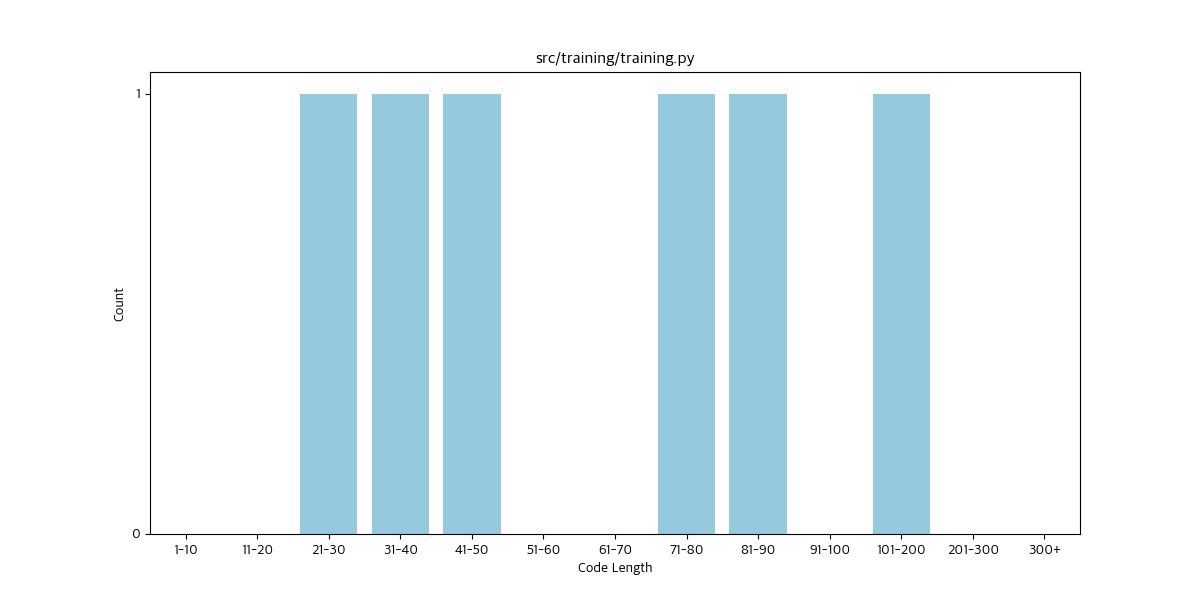 src/training/training.py
1
Count
0
1-10 11-20 21-30 31-40 41-50 51-60 61-70 71-80 81-90 91-100 101-200 201-300 300+
Code Length